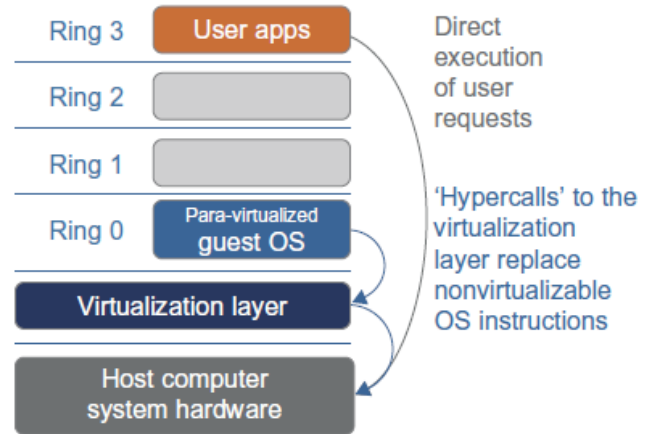 Ring 3
User apps
Direct
execution
of user
requests
Ring 2
Ring 1
Ring 0
Para-virtualized
guest OS
'Hypercalls' to the
virtualization
layer replace
nonvirtualizable
OS instructions
Virtualization layer
Host computer
system hardware